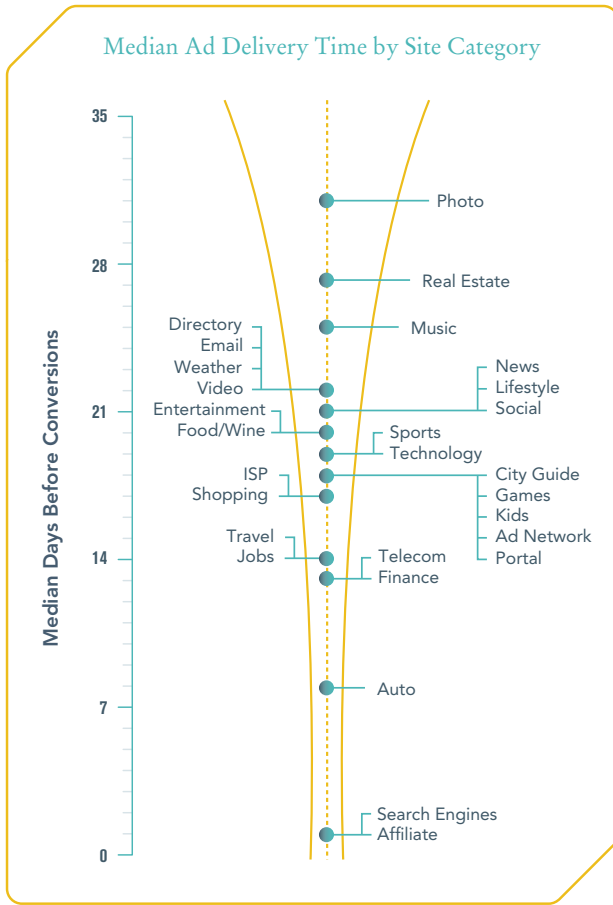 Median Ad Delivery Time by Site Category
35
Photo
28
Real Estate
Directory
Music
Email
Weather
News
Video
Lifestyle
21
Entertainment
Social
Food/Wine
Sports
Technology
ISP
City Guide
Shopping
Games
Kids
Travel
Ad Network
Jobs
Telecom
Portal
14
Finance
Auto
7
Search Engines
Affiliate
0
Median Days Before Conversions